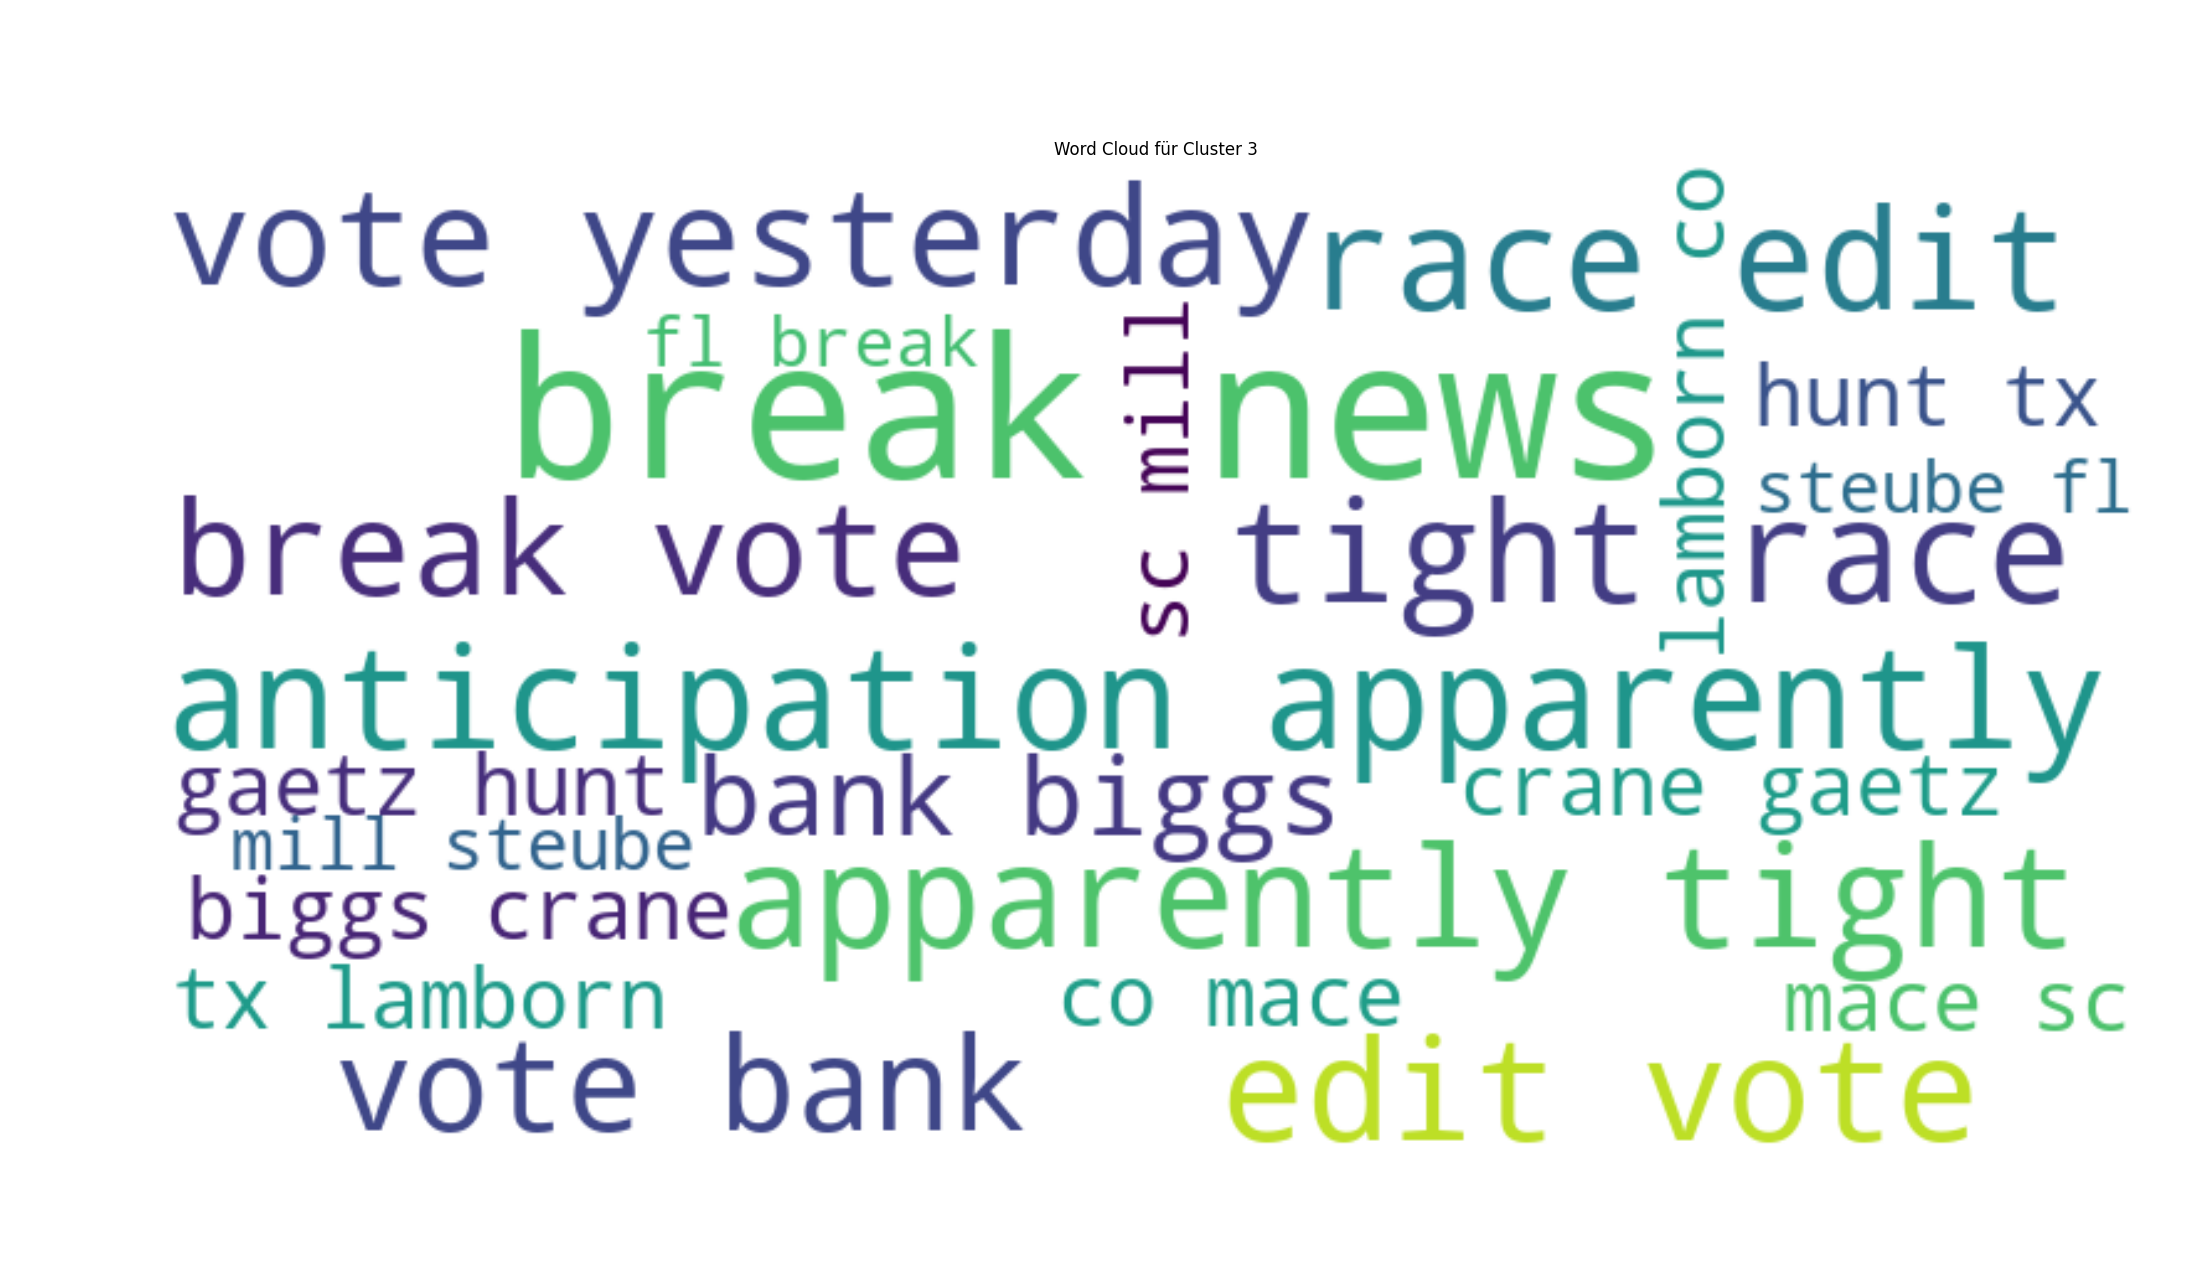 Word Cloud für Cluster 3
vote yesterday
race edit
lamborn co
fl break
break news
sc mill
hunt tx
steube fl
break vote
tight race
anticipation apparently
gaetz hunt
bank biggs
crane gaetz
mill steube
biggs crane
apparently tight
tx lamborn
co mace
mace sc
vote bank
edit vote